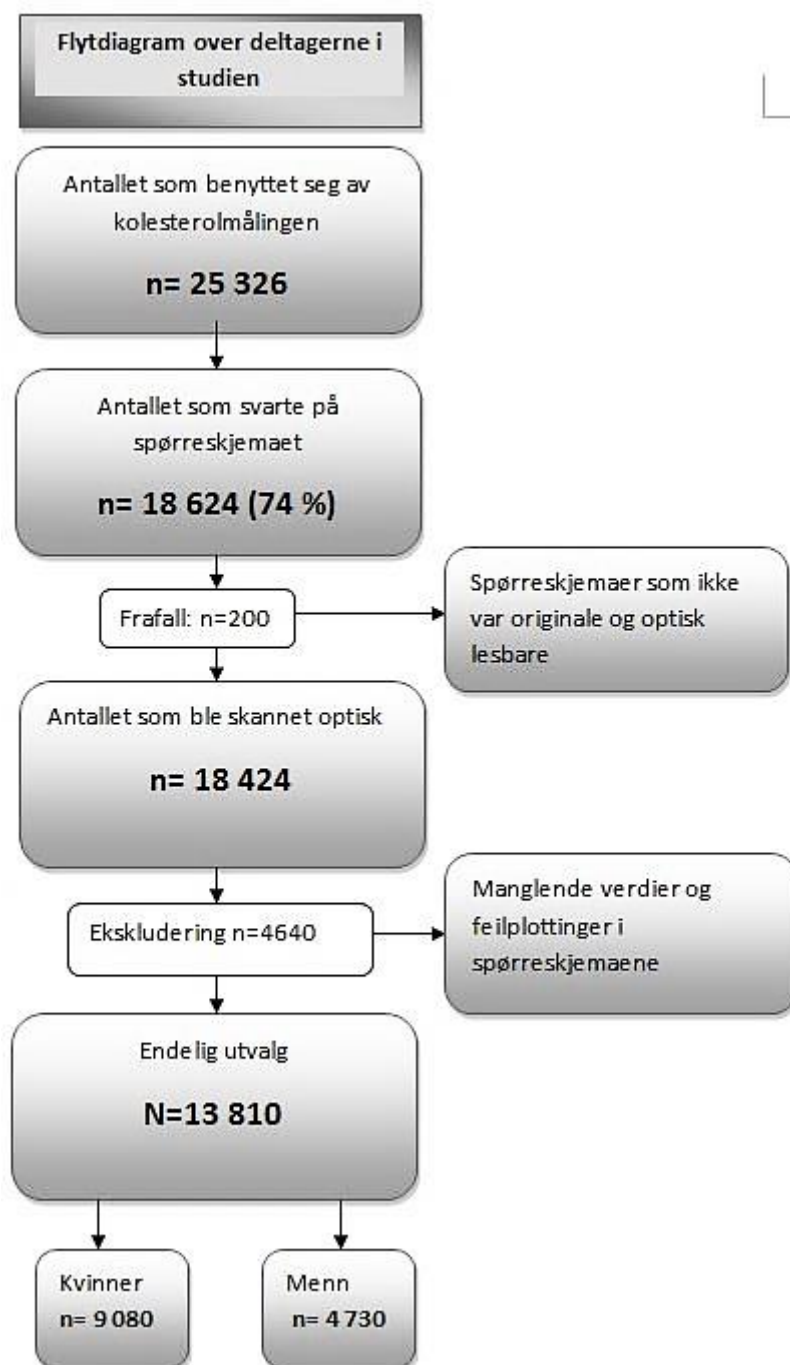 Flytdiagram over deltagerne i
studien
Antallet som benyttet seg av
kolesterolmålingen
n= 25 326
Antallet som svarte på
spørreskjemaet
n= 18 624 (74 %)
Frafall: n=200
Spørreskjemaer som ikke
var originale og optisk
lesbare
Antallet som ble skannet optisk
n= 18 424
Ekskludering n=4640
Manglende verdier og
feilplottinger i
spørreskjemaene
Endelig utvalg
N=13 810
Kvinner
n= 9 080
Menn
n= 4 730